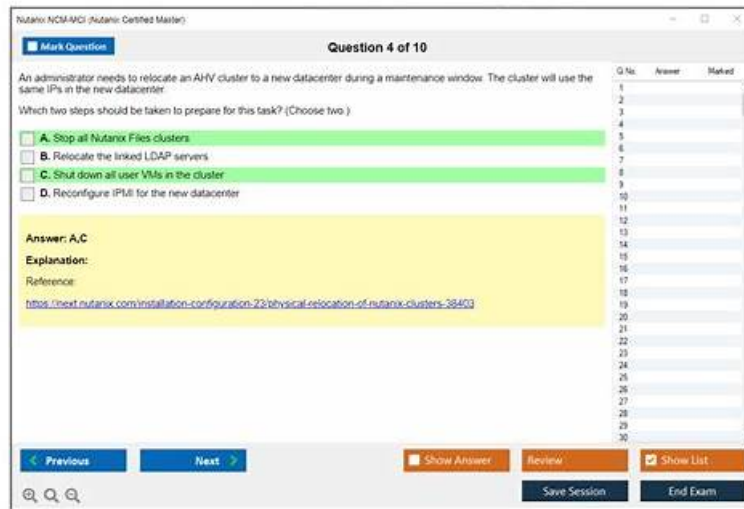 Nutanix NCM-MCI (Nutanix Certified Master)
Mark Question
Question 4 of 10
An administrator needs to relocate an AHV cluster to a new datacenter during a maintenance window. The cluster will use the
same IPs in the new datacenter.
Which two steps should be taken to prepare for this task? (Choose two.)
A. Stop all Nutanix Files clusters
B. Relocate the linked LDAP servers
C. Shut down all user VMs in the cluster
D. Reconfigure IPMI for the new datacenter
Answer: A,C
Explanation:
Reference:
https://next.nutanix.com/installation-configuration-23/physical-relocation-of-nutanix-clusters-38403
Q No. Answer Marked
1
2
3
4
5
6
7
8
9
10
11
12
13
14
15
16
17
18
19
20
21
22
23
24
25
26
27
28
29
30
Previous
Next
Show Answer
Review
Show List
Save Session
End Exam